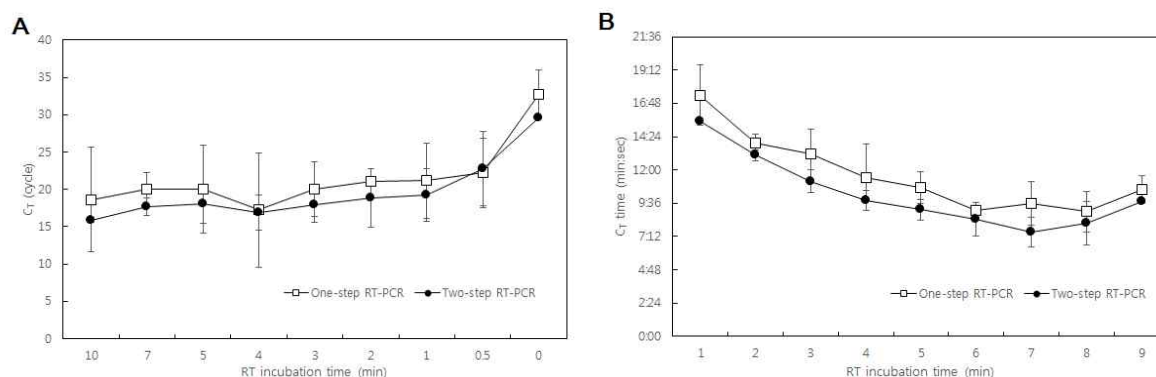 A
40
35
30
25
20
15
10
5
0
C_T (cycle)
One-step RT-PCR
Two-step RT-PCR
10 7 5 4 3 2 1 0.5 0
RT incubation time (min)
B
21:36
19:12
16:48
14:24
12:00
9:36
7:12
4:48
2:24
0:00
C_T time (min:sec)
One-step RT-PCR
Two-step RT-PCR
1 2 3 4 5 6 7 8 9
RT incubation time (min)